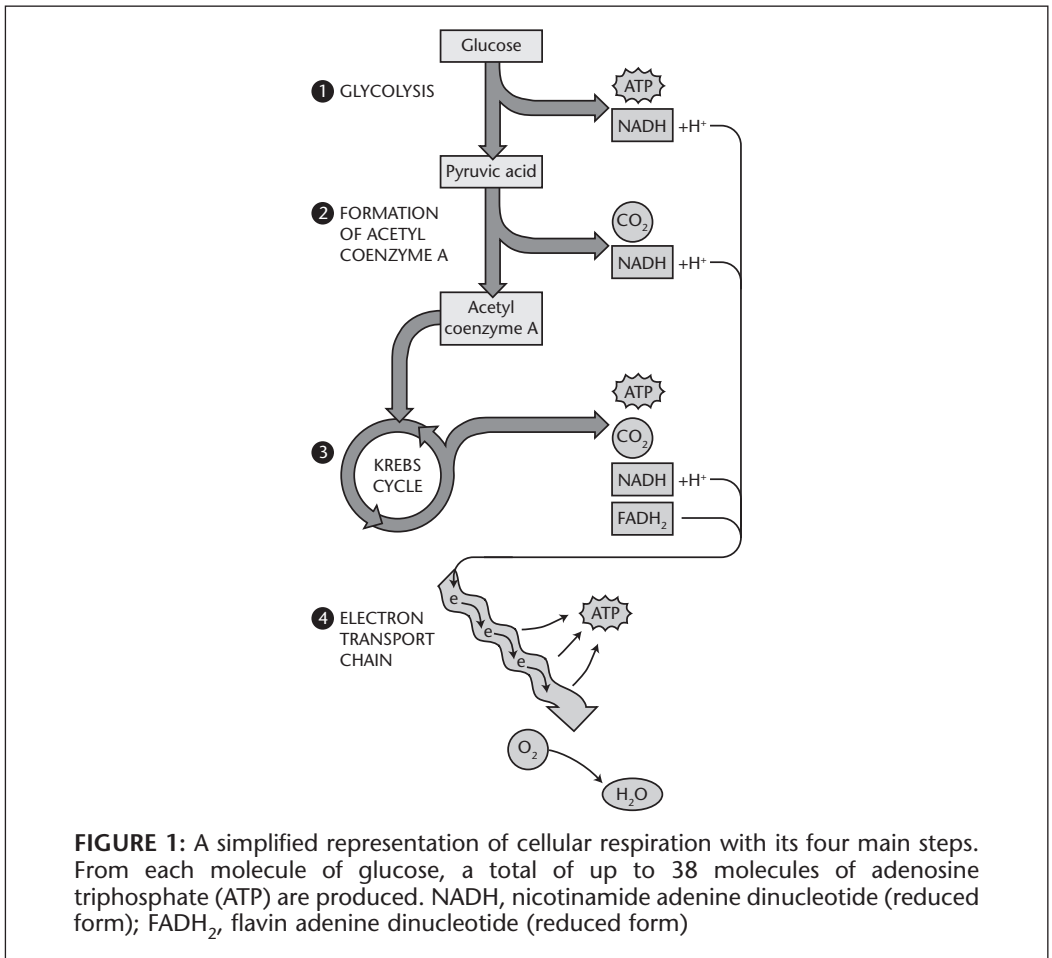 Glucose
1 GLYCOLYSIS
ATP
NADH +H⁺
Pyruvic acid
2 FORMATION
OF ACETYL
COENZYME A
CO₂
NADH +H⁺
Acetyl
coenzyme A
ATP
CO₂
3
KREBS
CYCLE
NADH +H⁺
FADH₂
4 ELECTRON
TRANSPORT
CHAIN
e
e
e
ATP
O₂
H₂O
FIGURE 1: A simplified representation of cellular respiration with its four main steps.
From each molecule of glucose, a total of up to 38 molecules of adenosine
triphosphate (ATP) are produced. NADH, nicotinamide adenine dinucleotide (reduced
form); FADH₂, flavin adenine dinucleotide (reduced form)